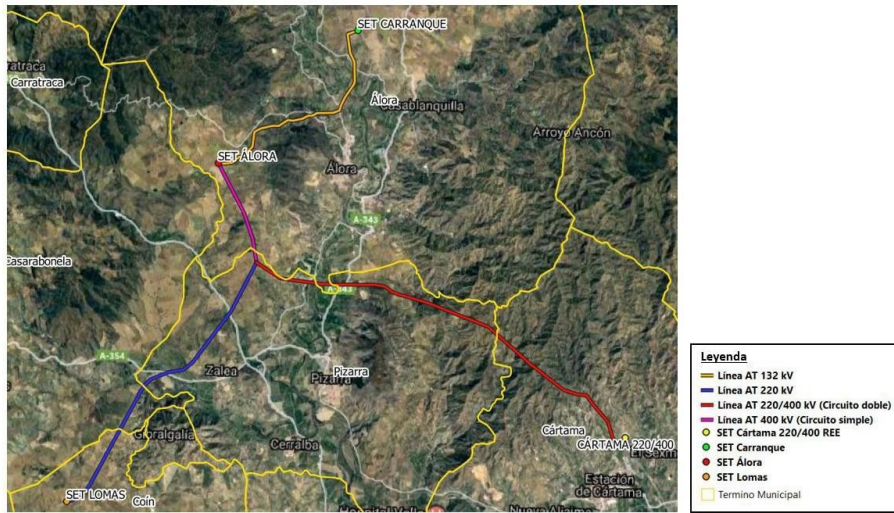 SET CARRANQUE
Carratraca
Álora
Casablanquilla
Arroyo Ancón
SET ÁLORA
Álora
A-343
Casarabonela
A-343
A-354
Zalea
Pizarra
Pizarra
Gibralgalia
Cártama
Cerralba
CÁRTAMA 220/400
SET LOMAS
Coín
Estación
de Cártama
Leyenda
Línea AT 132 kV
Línea AT 220 kV
Línea AT 220/400 kV (Circuito doble)
Línea AT 400 kV (Circuito simple)
SET Cártama 220/400 REE
SET Carranque
SET Álora
SET Lomas
Termino Municipal